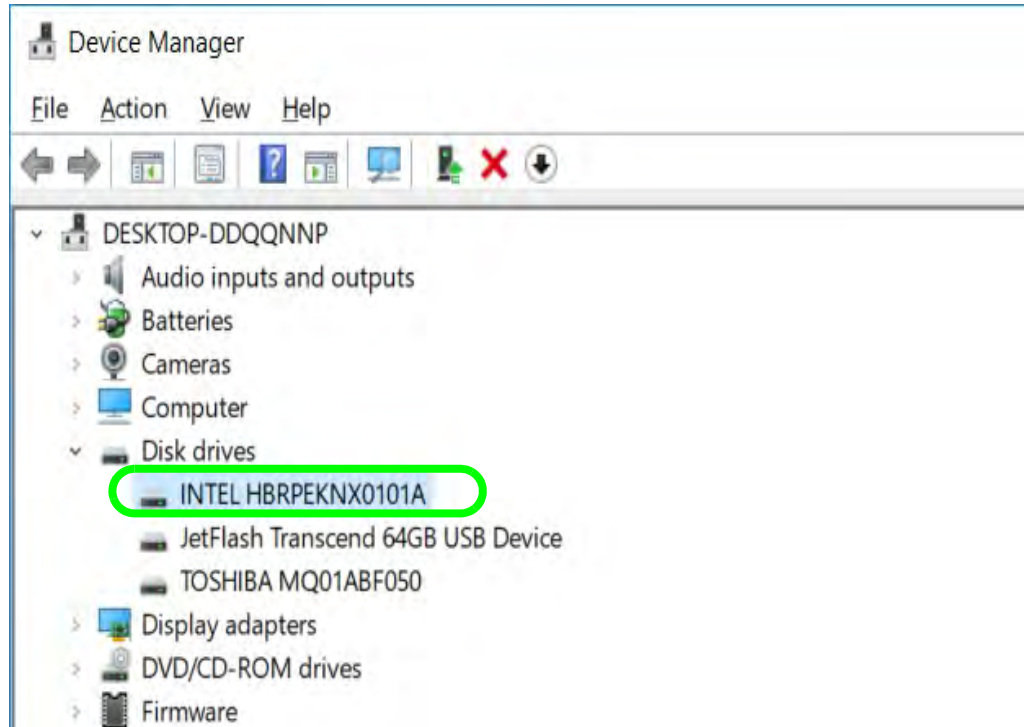 Device Manager
File Action View Help
DESKTOP-DDQQNNP
Audio inputs and outputs
Batteries
Cameras
Computer
Disk drives
INTEL HBRPEKNX0101A
JetFlash Transcend 64GB USB Device
TOSHIBA MQ01ABF050
Display adapters
DVD/CD-ROM drives
Firmware